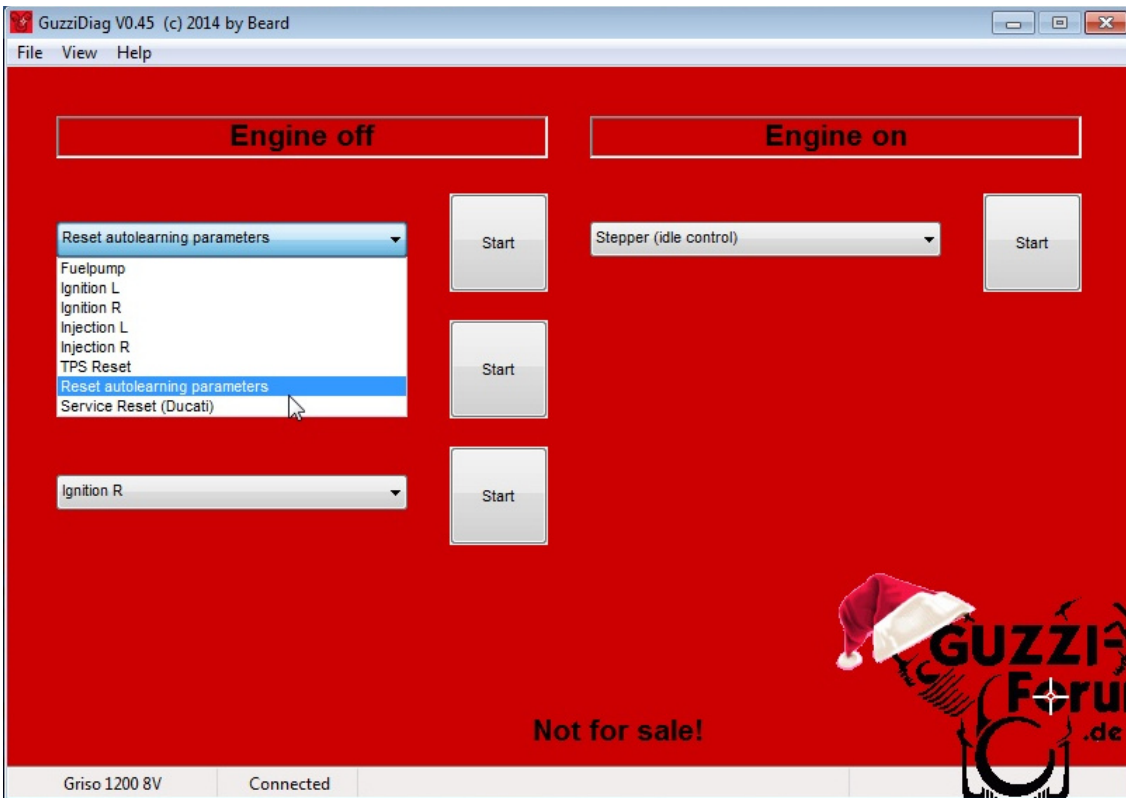 GuzziDiag V0.45 (c) 2014 by Beard
File View Help
Engine off
Engine on
Reset autolearning parameters
Start
Stepper (idle control)
Start
Fuelpump
Ignition L
Ignition R
Injection L
Injection R
TPS Reset
Reset autolearning parameters
Service Reset (Ducati)
Start
Ignition R
Start
GUZZI-
Foru
.de
Not for sale!
Griso 1200 8V
Connected